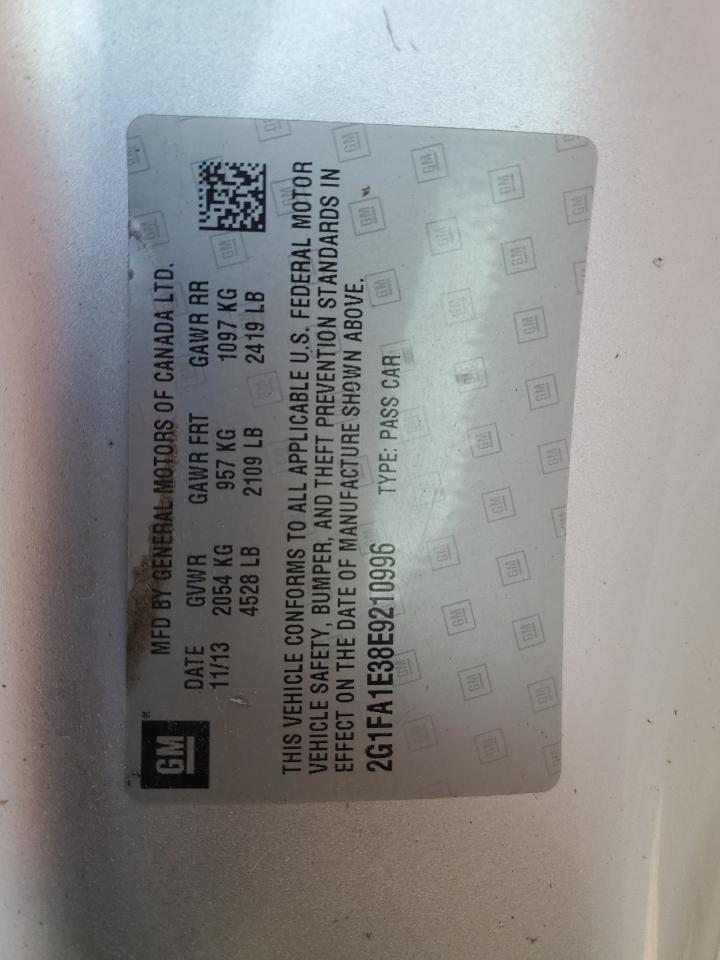 GM
MFD BY GENERAL MOTORS OF CANADA LTD.
DATE GVWR GAWR FRT GAWR RR
11/13 2054 KG 957 KG 1097 KG
4528 LB 2109 LB 2419 LB
THIS VEHICLE CONFORMS TO ALL APPLICABLE U.S. FEDERAL MOTOR
VEHICLE SAFETY, BUMPER, AND THEFT PREVENTION STANDARDS IN
EFFECT ON THE DATE OF MANUFACTURE SHOWN ABOVE.
2G1FA1E38E9210996 TYPE: PASS CAR